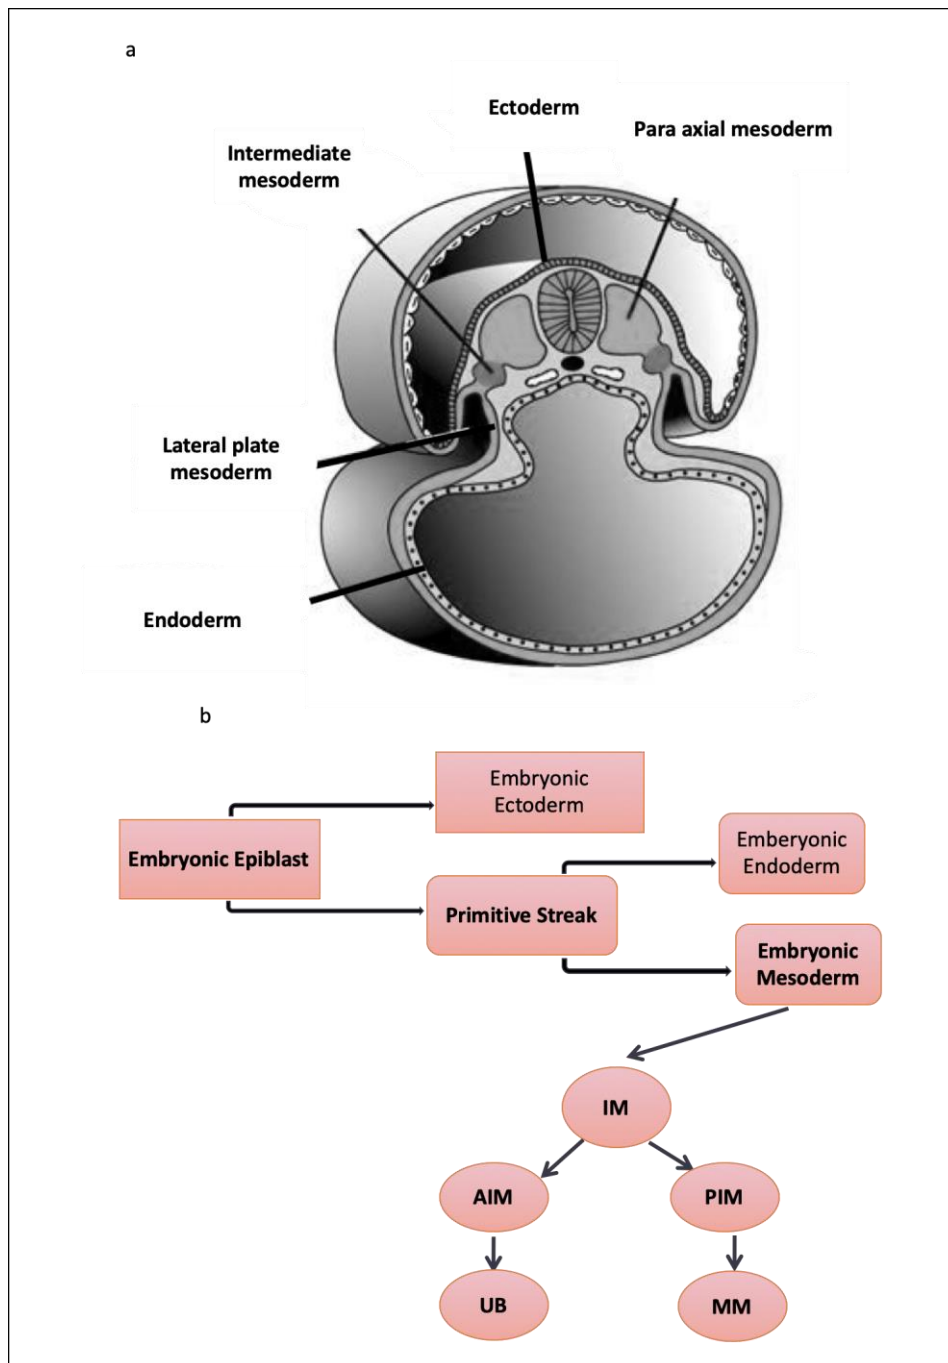 a
Ectoderm
Para axial mesoderm
Intermediate
mesoderm
Lateral plate
mesoderm
Endoderm
b
Embryonic
Ectoderm
Embryonic Epiblast
Emberyonic
Endoderm
Primitive Streak
Embryonic
Mesoderm
IM
AIM
PIM
UB
MM